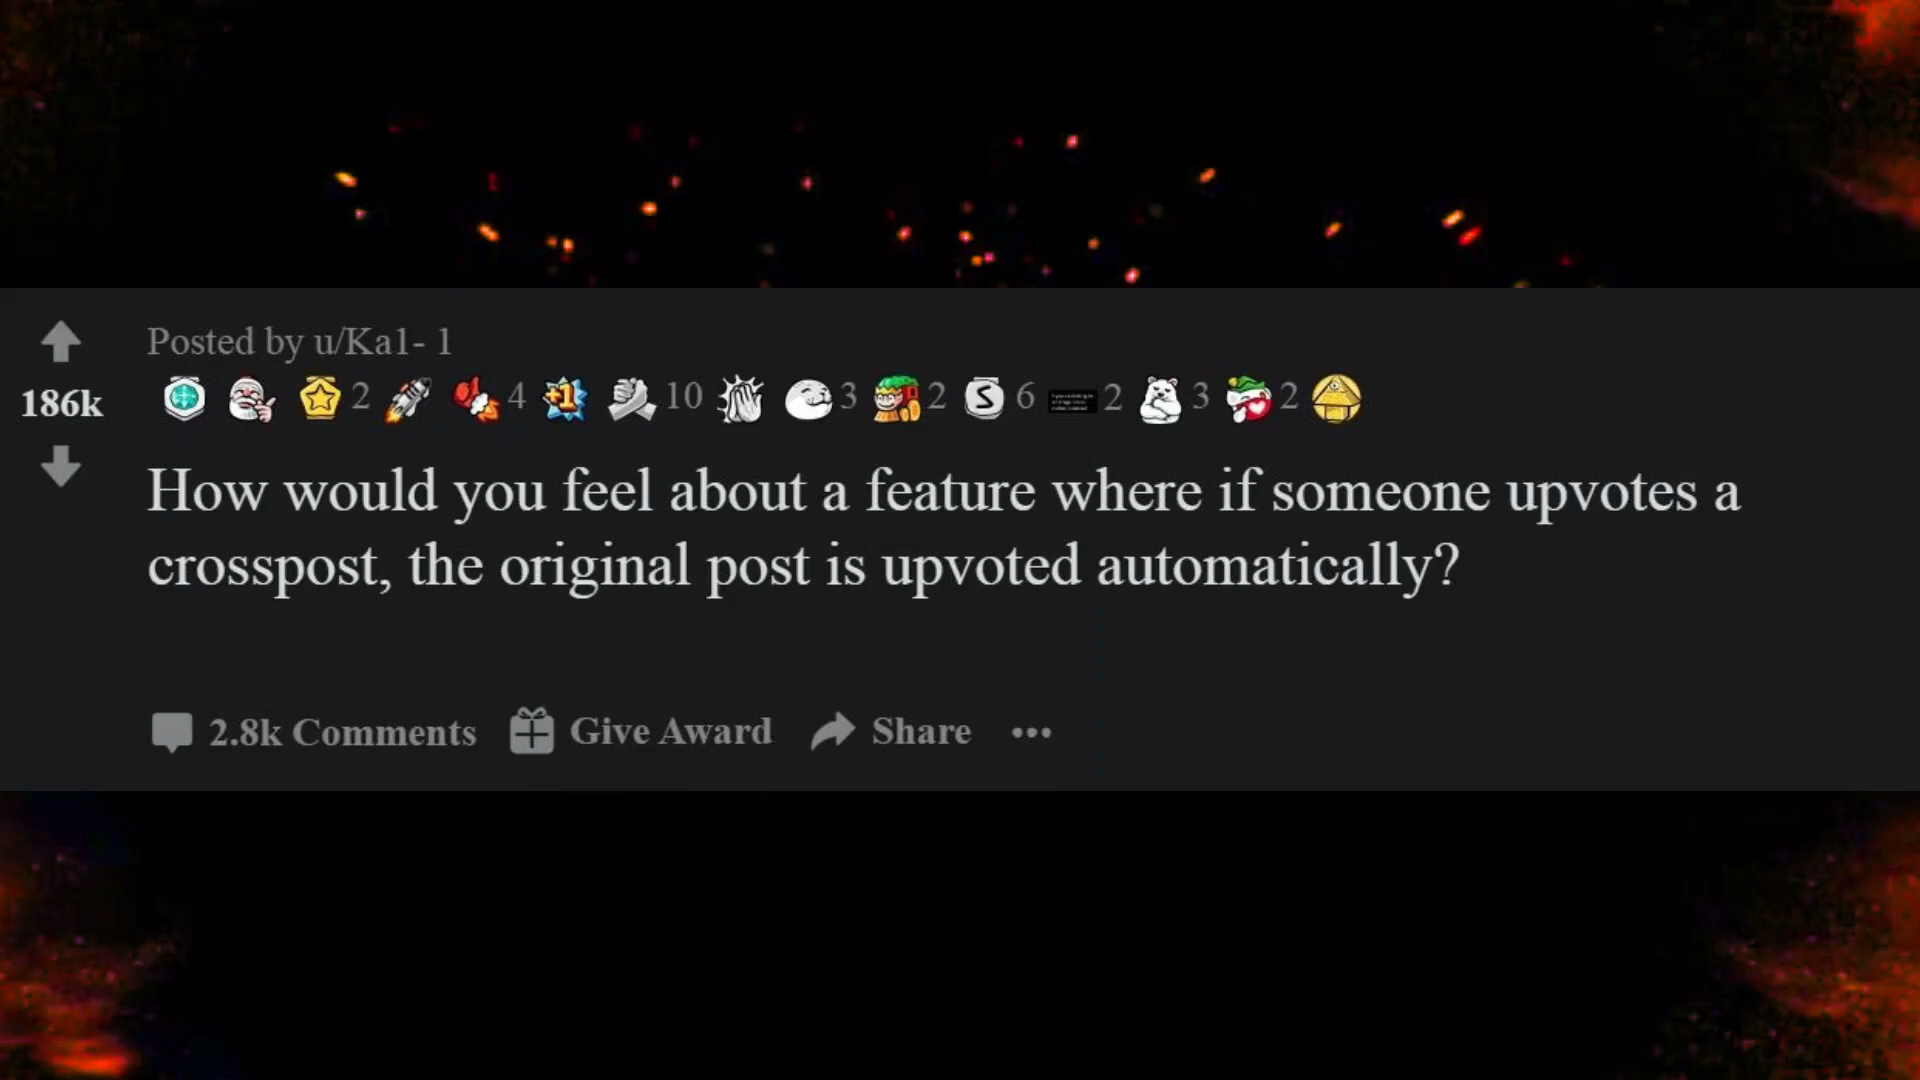 Posted by u/Ka1- 1
186k
2 4 +1 10 3 2 S 6 2 3 2
How would you feel about a feature where if someone upvotes a
crosspost, the original post is upvoted automatically?
2.8k Comments Give Award Share